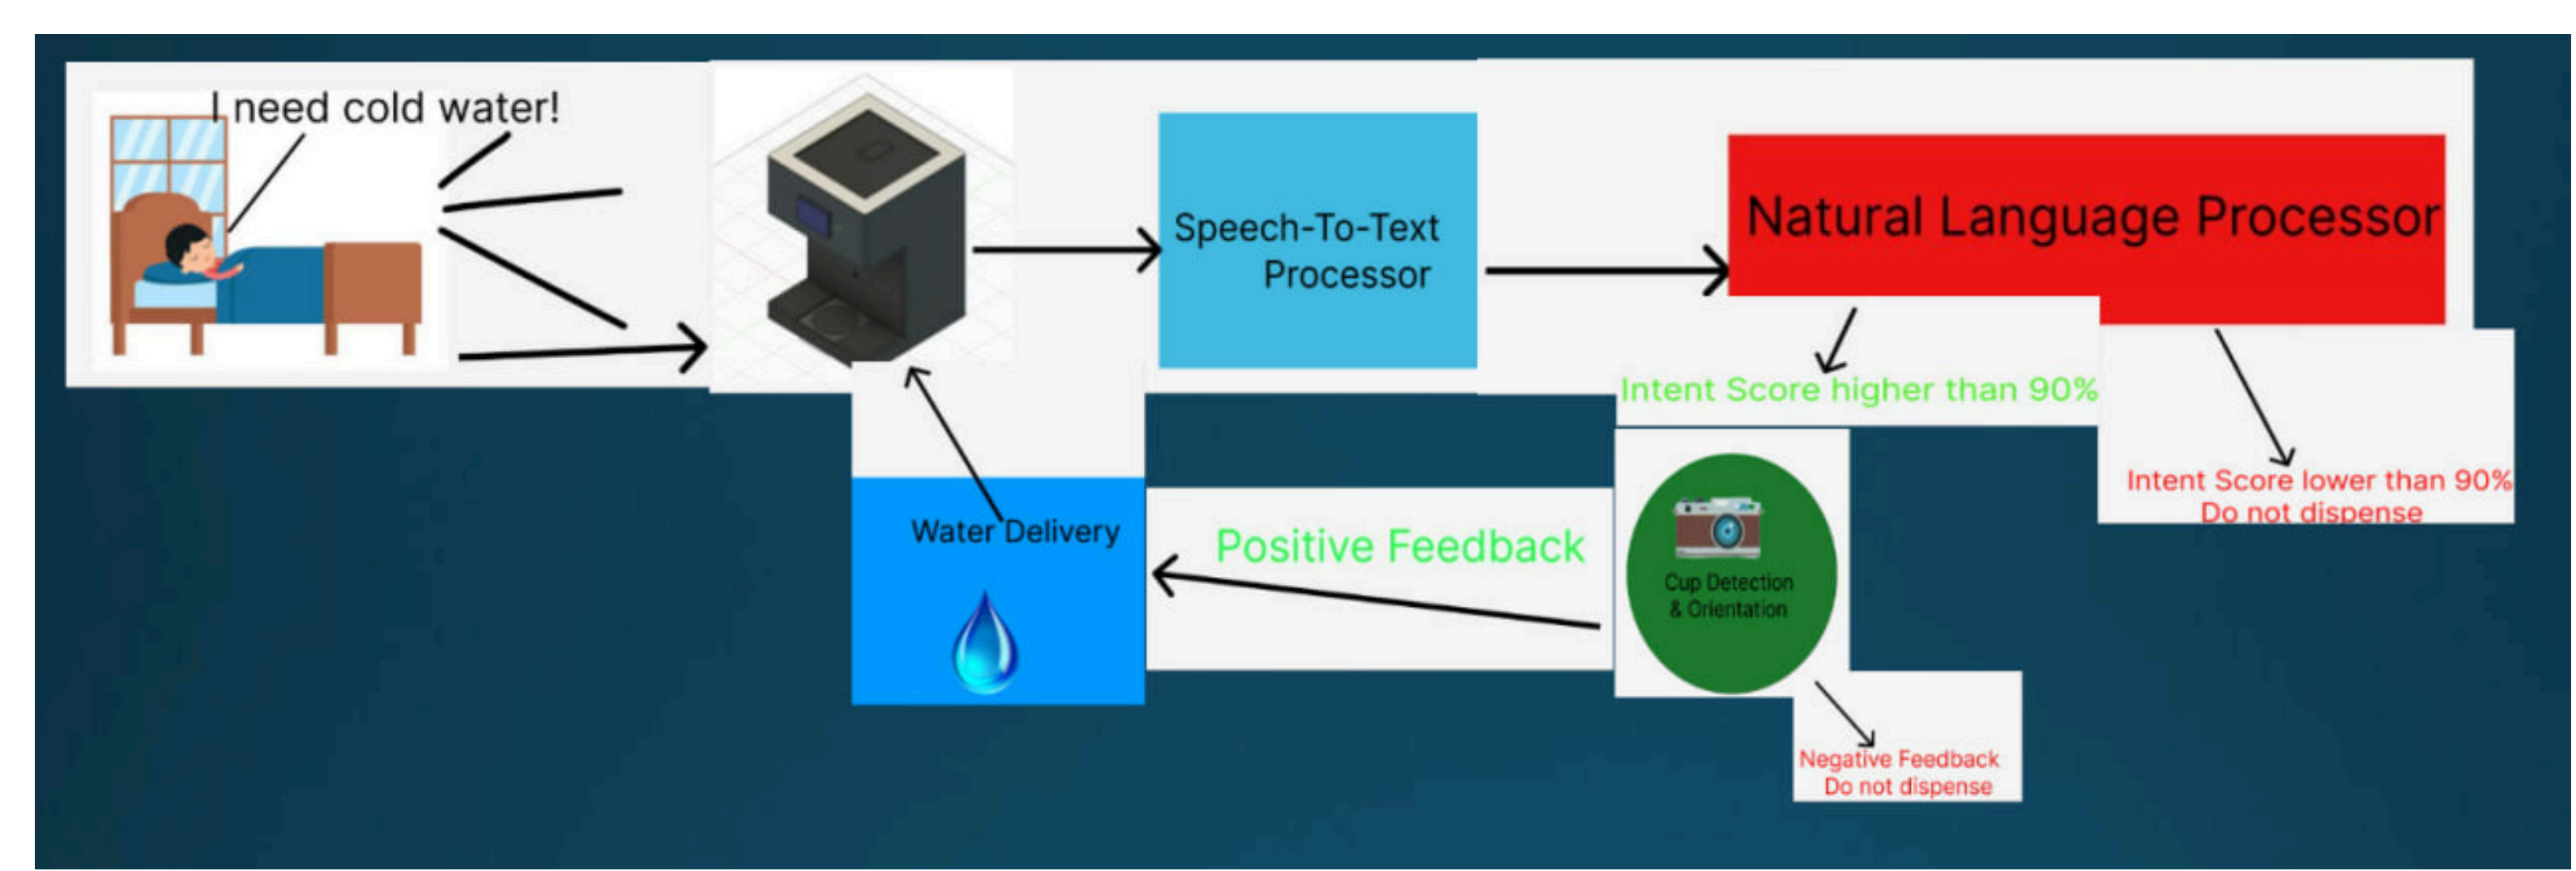 I need cold water!
Speech-To-Text
Processor
Natural Language Processor
Intent Score higher than 90%
Intent Score lower than 90%
Do not dispense
Water Delivery
Positive Feedback
Cup Detection
& Orientation
Negative Feedback
Do not dispense